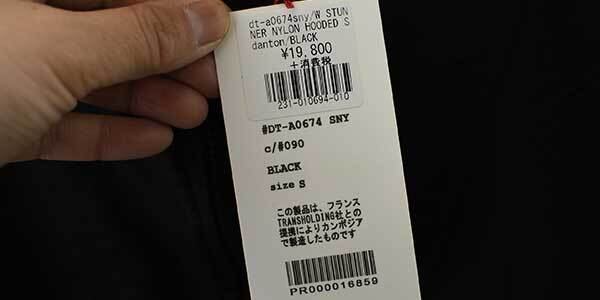 dt-a0674sny/W STUN
NER NYLON HOODED S
danton/BLACK
¥19,800
+消費税
231-010694-010
#DT-A0674 SNY
c/#090
BLACK
size S
この製品は、フランス
TRANSHOLDING社との
提携によりカンボジア
で製造したものです
PR000016859